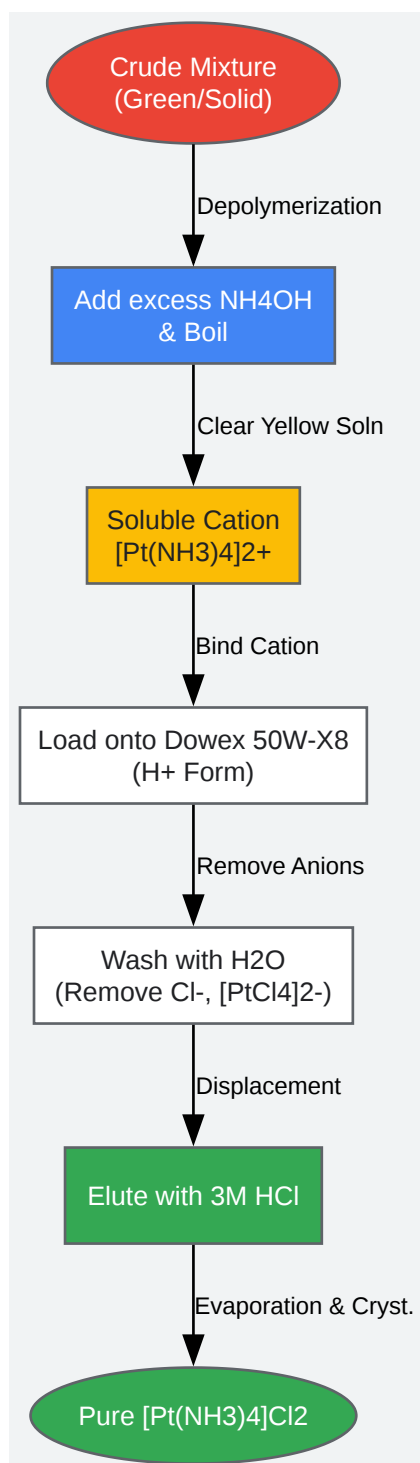 Crude Mixture
(Green/Solid)
Depolymerization
Add excess NH4OH
& Boil
Clear Yellow Soln
Soluble Cation
[Pt(NH3)4]2+
Bind Cation
Load onto Dowex 50W-X8
(H+ Form)
Remove Anions
Wash with H2O
(Remove Cl-, [PtCl4]2-)
Displacement
Elute with 3M HCl
Evaporation & Cryst.
Pure [Pt(NH3)4]Cl2